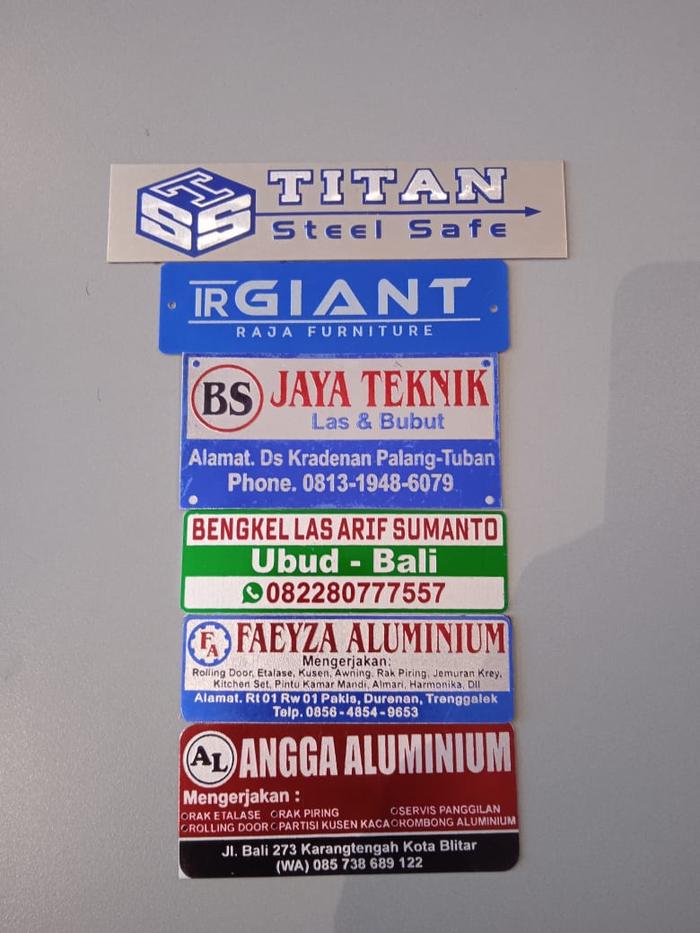 TSS TITAN
Steel Safe
IRGIANT
RAJA FURNITURE
BS JAYA TEKNIK
Las & Bubut
Alamat. Ds Kradenan Palang-Tuban
Phone. 0813-1948-6079
BENGKEL LAS ARIF SUMANTO
Ubud - Bali
082280777557
FA FAEYZA ALUMINIUM
Mengerjakan:
Rolling Door, Etalase, Kusen, Awning, Rak Piring, Jemuran Krey,
Kitchen Set, Pintu Kamar Mandi, Almari, Harmonika, Dll
Alamat. Rt 01 Rw 01 Pakis, Durenan, Trenggalek
Telp. 0856-4854-9653
AL ANGGA ALUMINIUM
Mengerjakan :
RAK ETALASE RAK PIRING SERVIS PANGGILAN
ROLLING DOOR PARTISI KUSEN KACA ROMBONG ALUMINIUM
Jl. Bali 273 Karangtengah Kota Blitar
(WA) 085 738 689 122